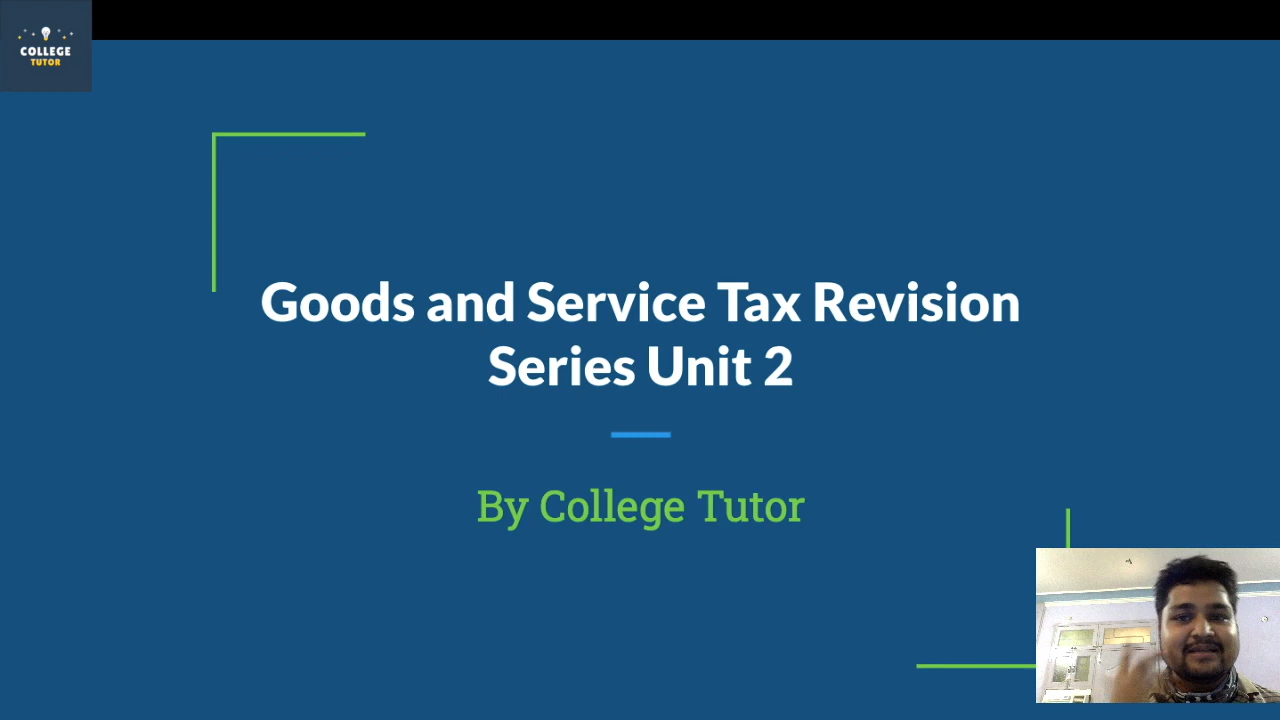 COLLEGE
TUTOR
Goods and Service Tax Revision
Series Unit 2
By College Tutor